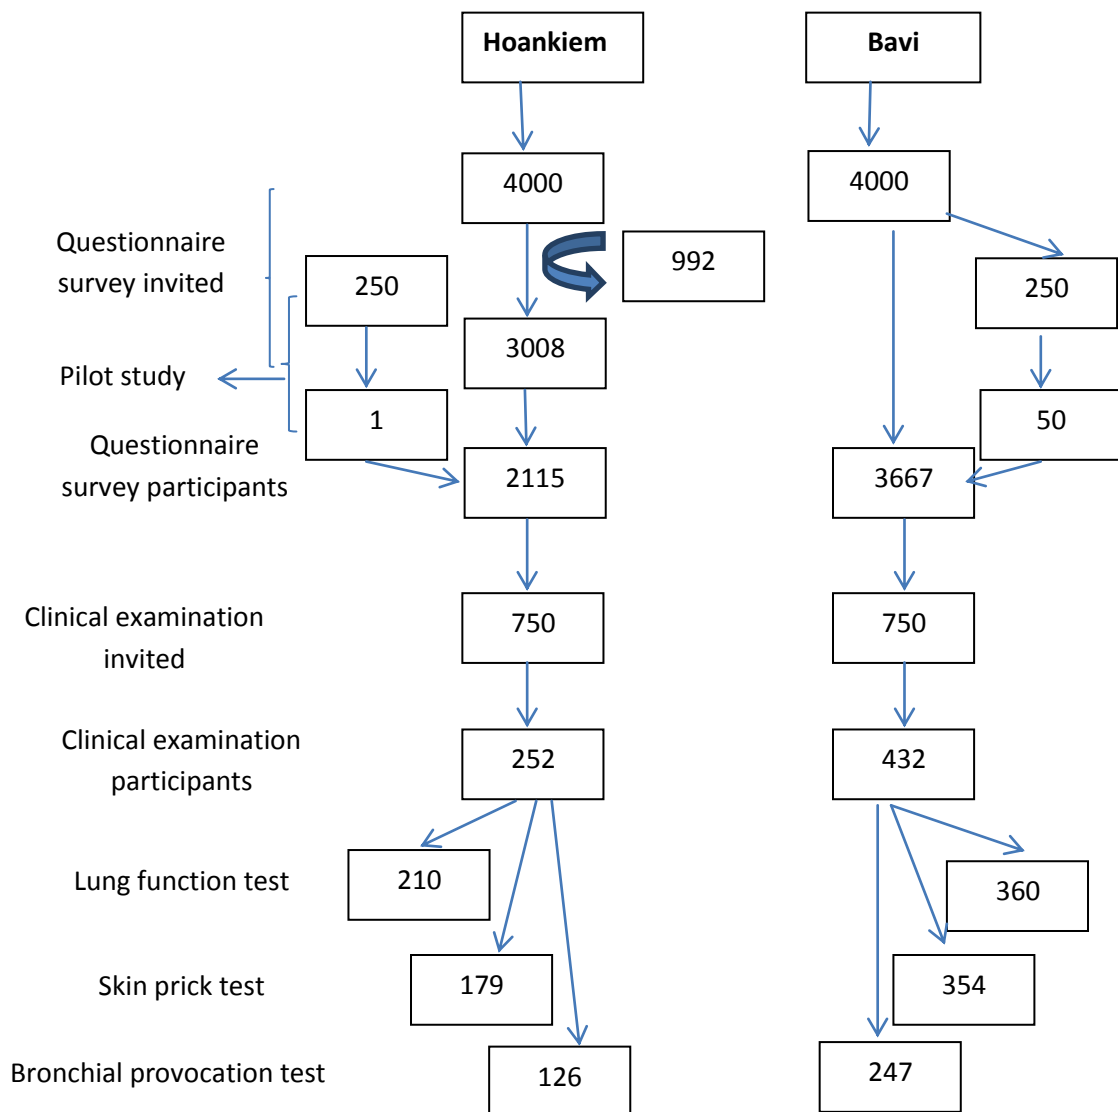 Hoankiem
Bavi
4000
4000
Questionnaire
survey invited
992
250
250
3008
Pilot study
1
50
Questionnaire
survey participants
2115
3667
Clinical examination
invited
750
750
Clinical examination
participants
252
432
Lung function test
210
360
Skin prick test
179
354
Bronchial provocation test
126
247